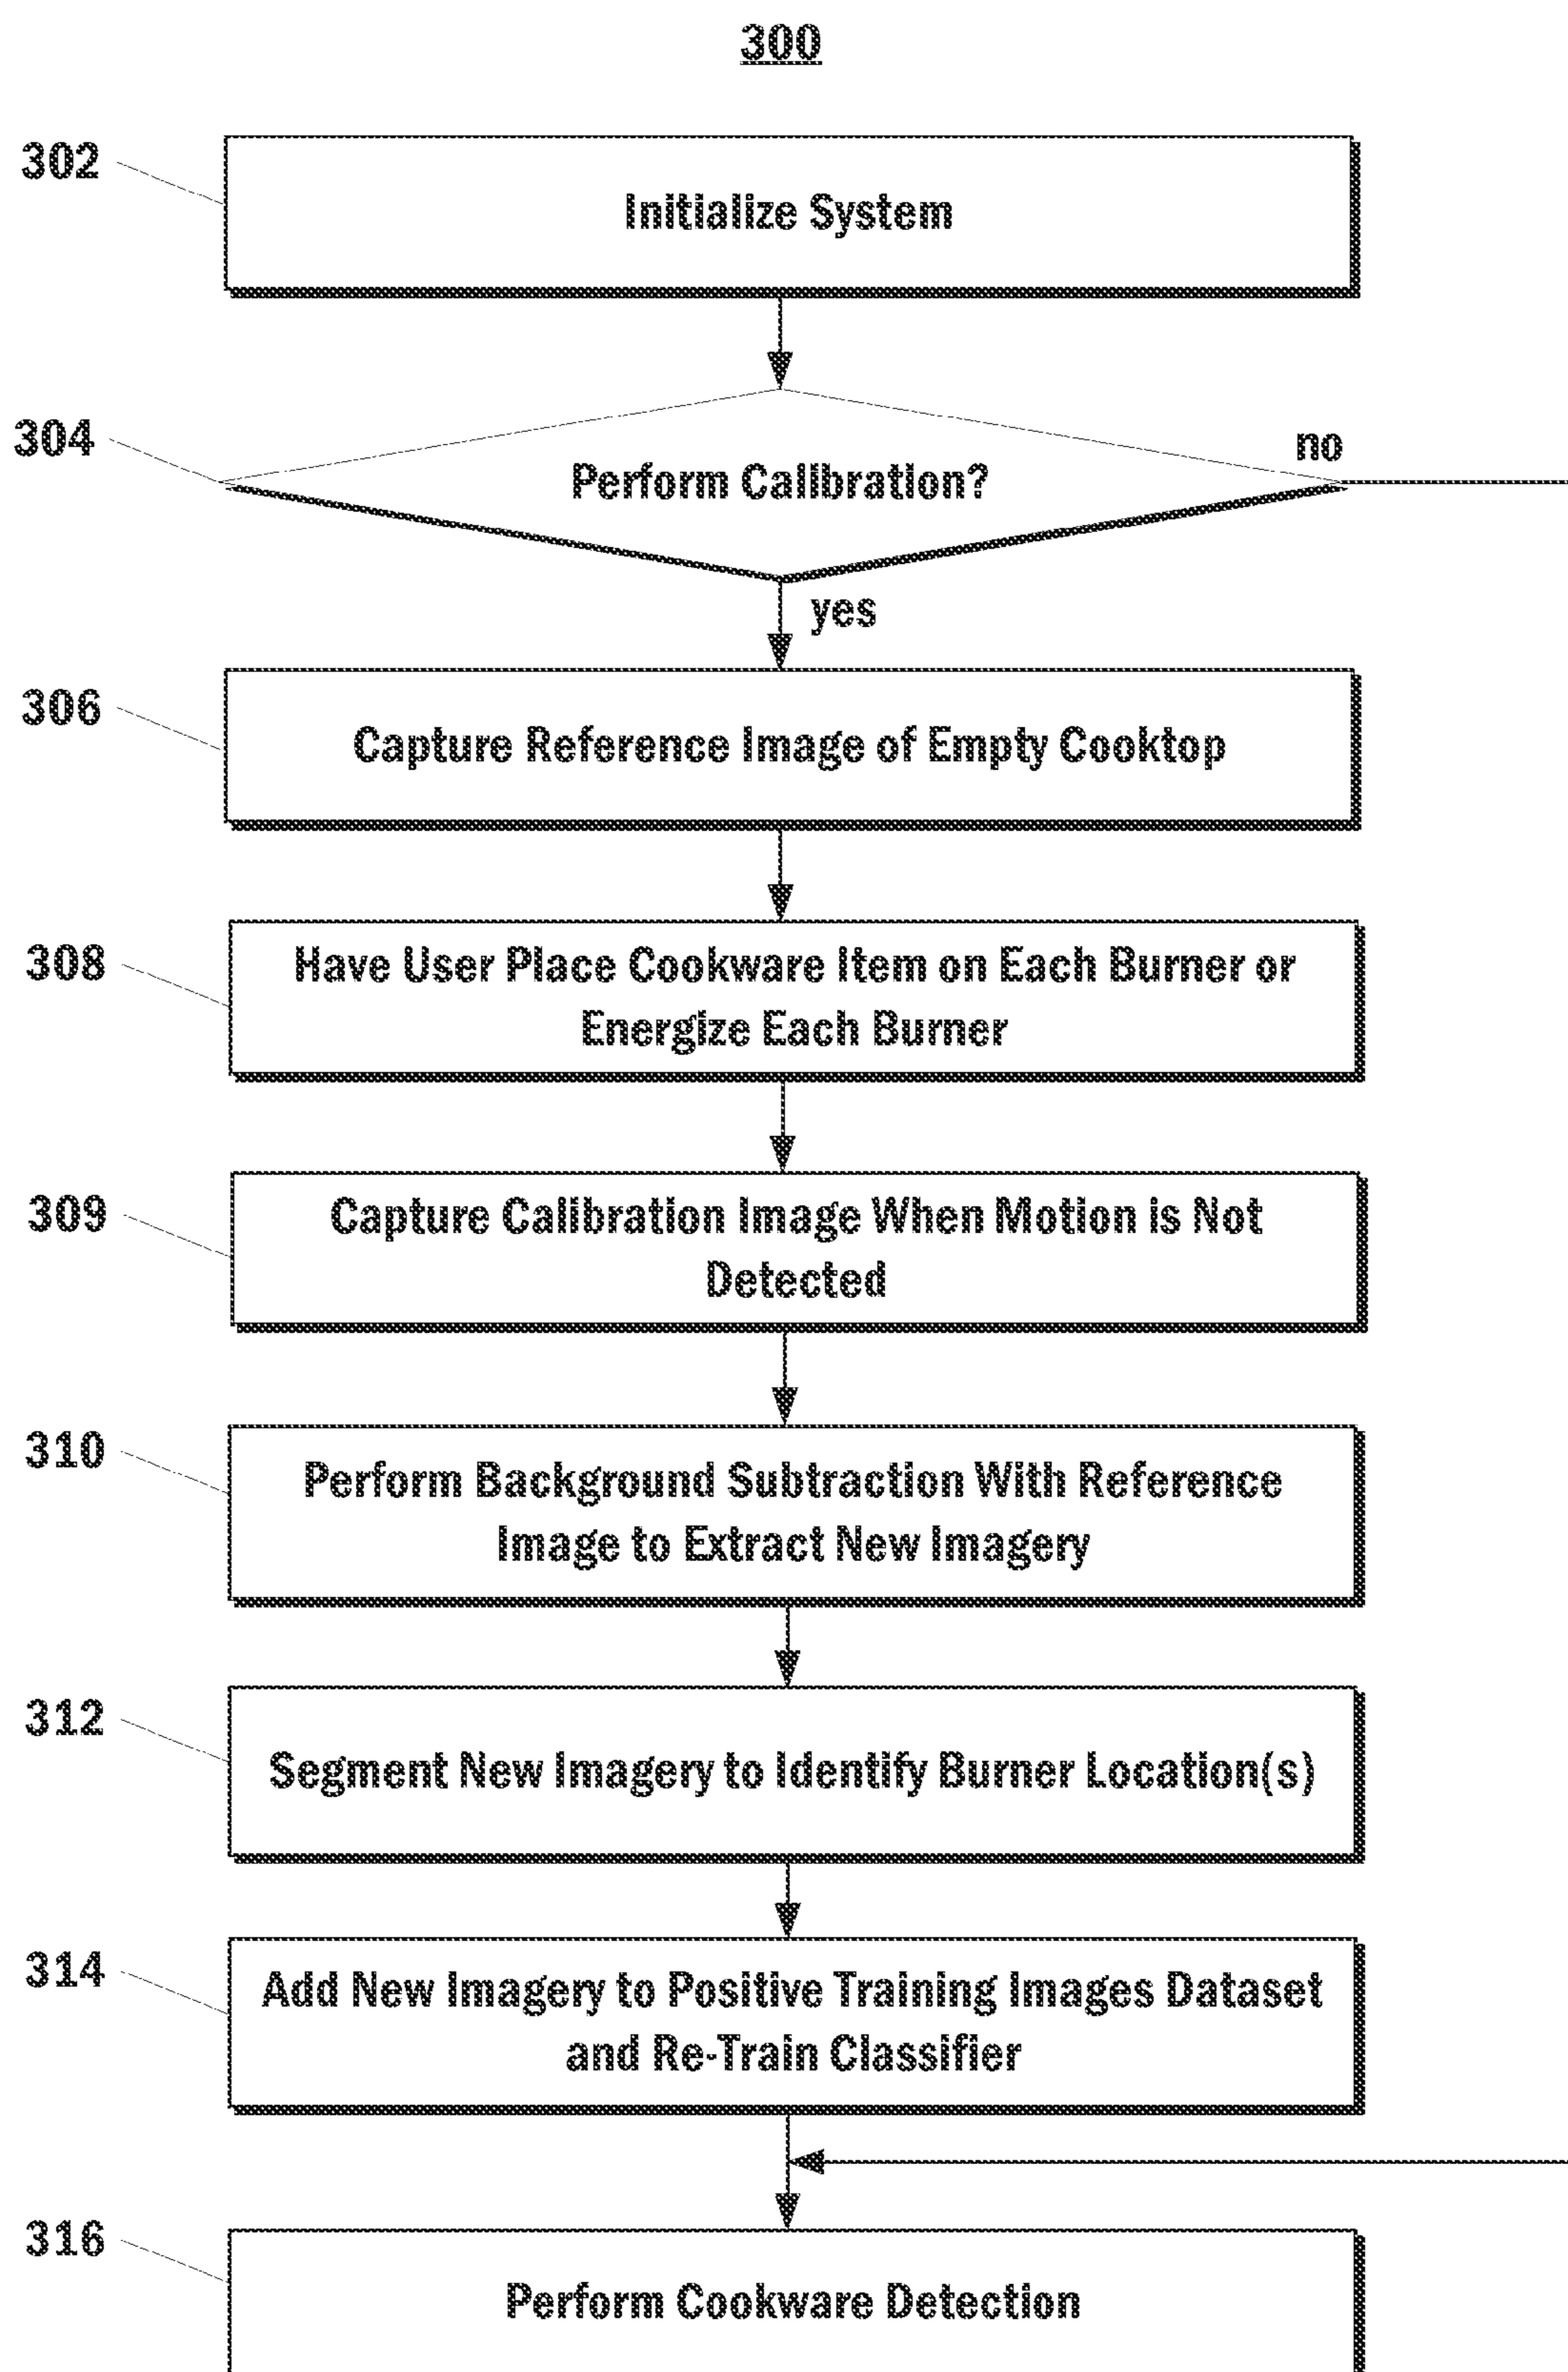 300
302
Initialize System
304
Perform Calibration?
no
yes
306
Capture Reference Image of Empty Cooktop
308
Have User Place Cookware Item on Each Burner or
Energize Each Burner
309
Capture Calibration Image When Motion is Not
Detected
310
Perform Background Subtraction With Reference
Image to Extract New Imagery
312
Segment New Imagery to Identify Burner Location(s)
314
Add New Imagery to Positive Training Images Dataset
and Re-Train Classifier
316
Perform Cookware Detection